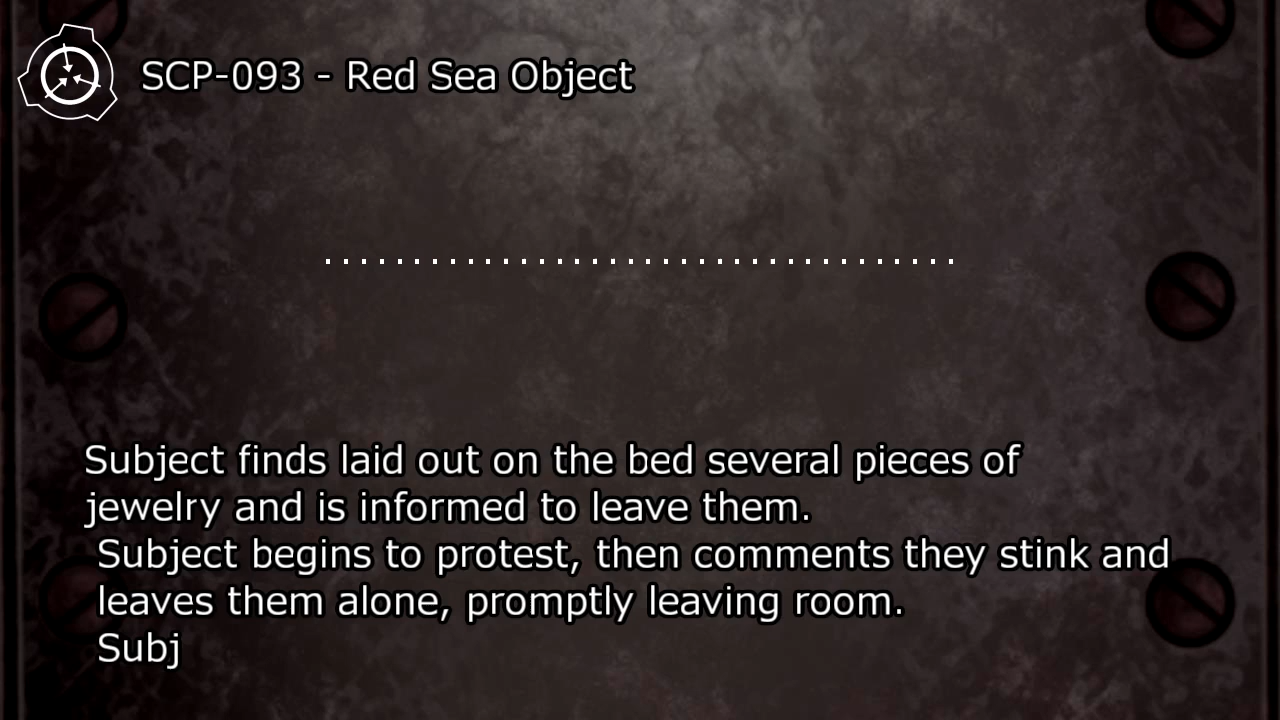 SCP-093 - Red Sea Object
....................................
Subject finds laid out on the bed several pieces of
jewelry and is informed to leave them.
Subject begins to protest, then comments they stink and
leaves them alone, promptly leaving room.
Subj